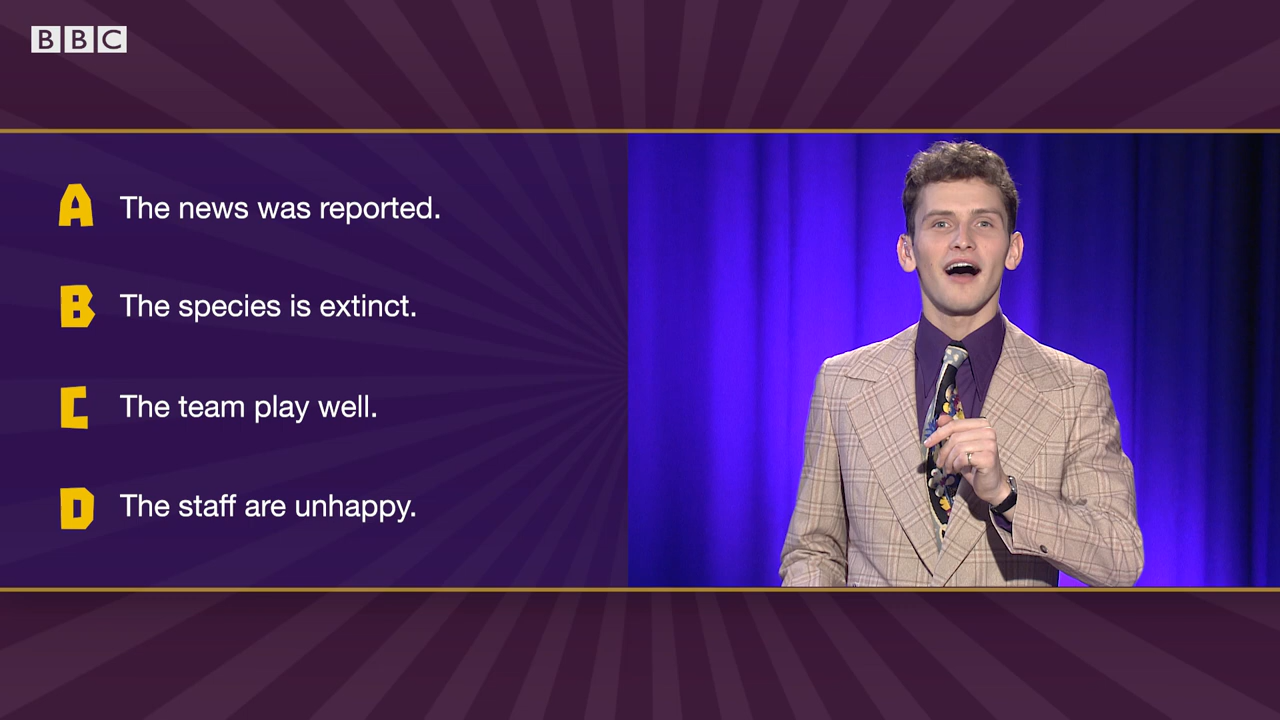 BBC
A The news was reported.
B The species is extinct.
C The team play well.
D The staff are unhappy.